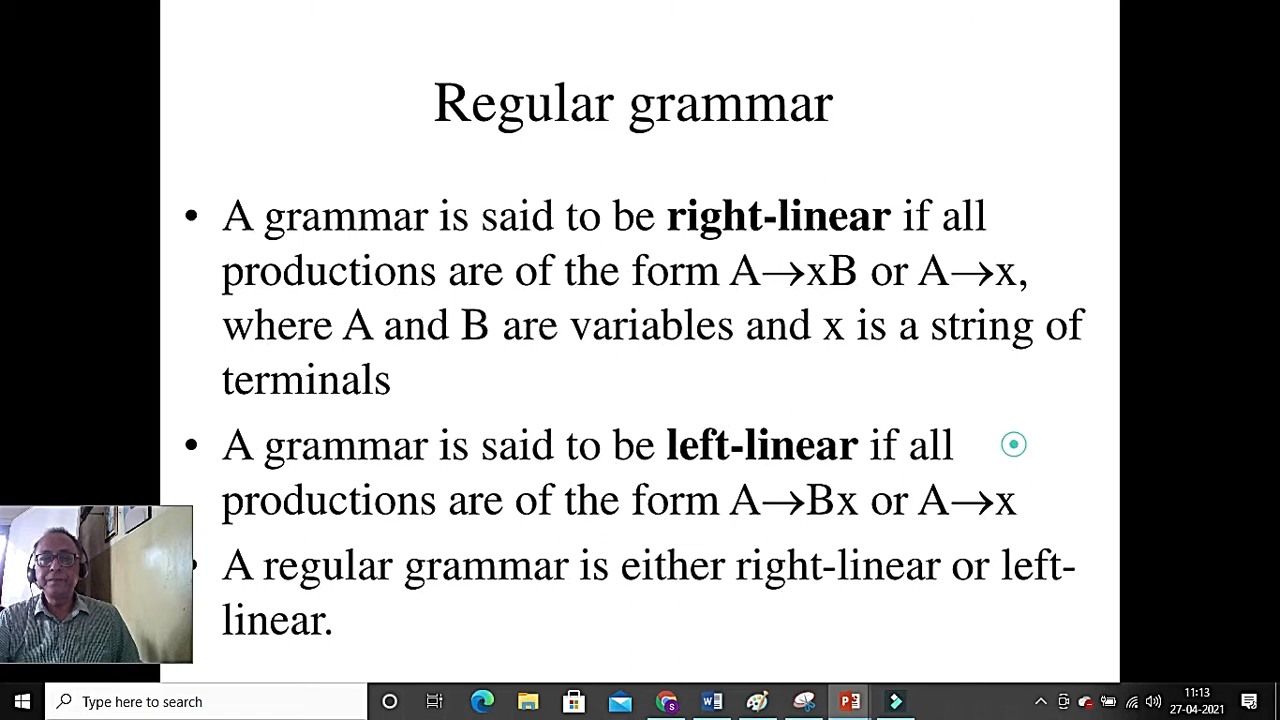 Regular grammar
• A grammar is said to be right-linear if all
productions are of the form A→xB or A→x,
where A and B are variables and x is a string of
terminals
• A grammar is said to be left-linear if all
productions are of the form A→Bx or A→x
• A regular grammar is either right-linear or left-
linear.
Type here to search
11:13
27-04-2021